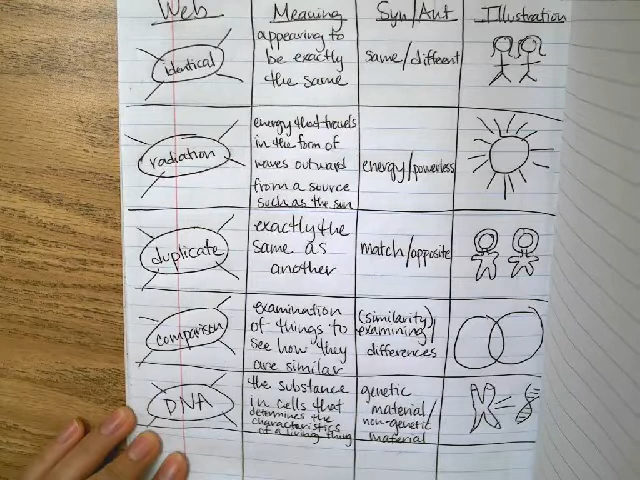 Web Meaning Syn/Ant Illustration
identical
appearing to
be exactly
the same
same/different
radiation
energy that travels
in the form of
waves outward
from a source
such as the sun
energy/powerless
duplicate
exactly the
same as
another
match/opposite
comparison
examination
of things to
see how they
are similar
(similarity)
examining/
differences
DNA
the substance
in cells that
determines the
characteristics
of a living thing
genetic
material/
non-genetic
material